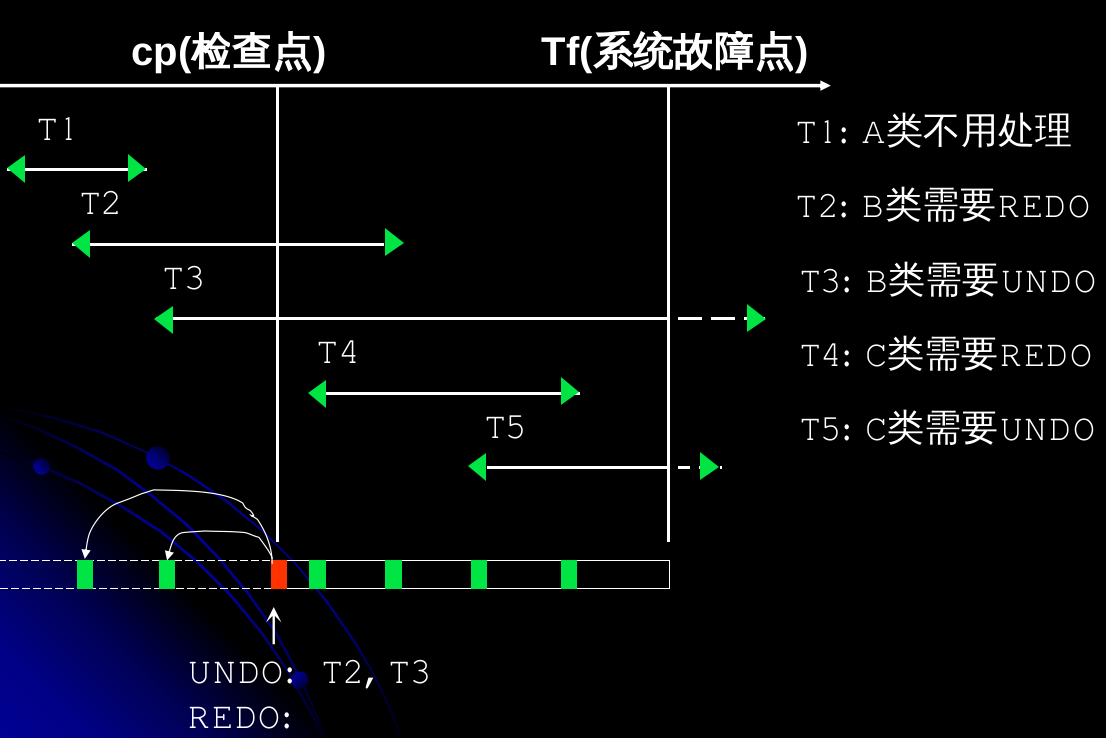 cp(检查点) Tf(系统故障点)
T1
T1: A类不用处理
T2
T2: B类需要REDO
T3
T3: B类需要UNDO
T4
T4: C类需要REDO
T5
T5: C类需要UNDO
UNDO: T2, T3
REDO: